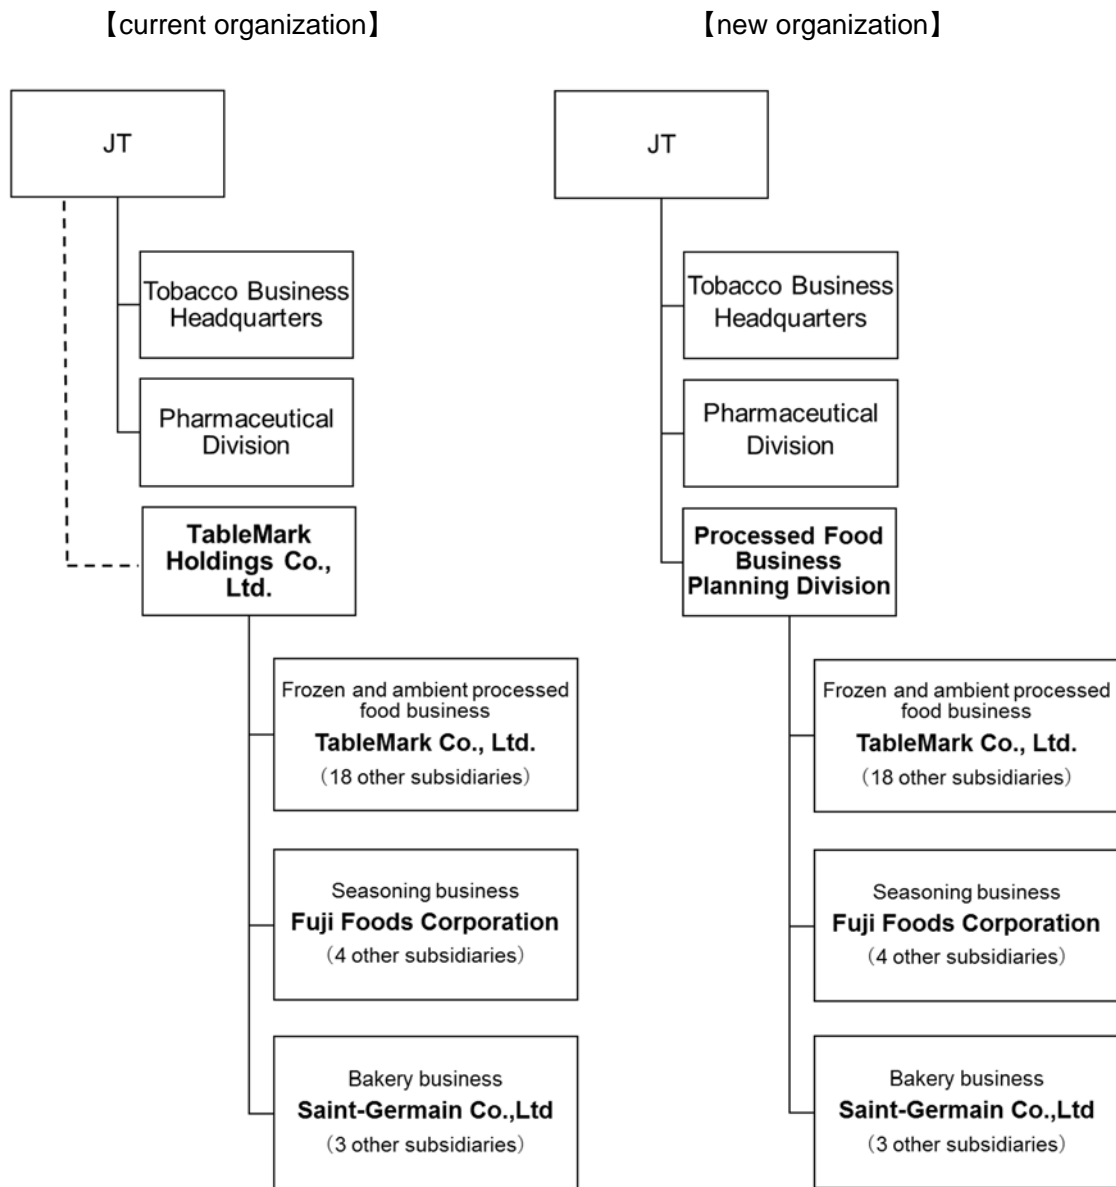 【current organization】
【new organization】
JT
Tobacco Business
Headquarters
Pharmaceutical
Division
TableMark
Holdings Co.,
Ltd.
Frozen and ambient processed
food business
TableMark Co., Ltd.
（18 other subsidiaries）
Seasoning business
Fuji Foods Corporation
（4 other subsidiaries）
Bakery business
Saint-Germain Co.,Ltd
（3 other subsidiaries）
JT
Tobacco Business
Headquarters
Pharmaceutical
Division
Processed Food
Business
Planning Division
Frozen and ambient processed
food business
TableMark Co., Ltd.
（18 other subsidiaries）
Seasoning business
Fuji Foods Corporation
（4 other subsidiaries）
Bakery business
Saint-Germain Co.,Ltd
（3 other subsidiaries）